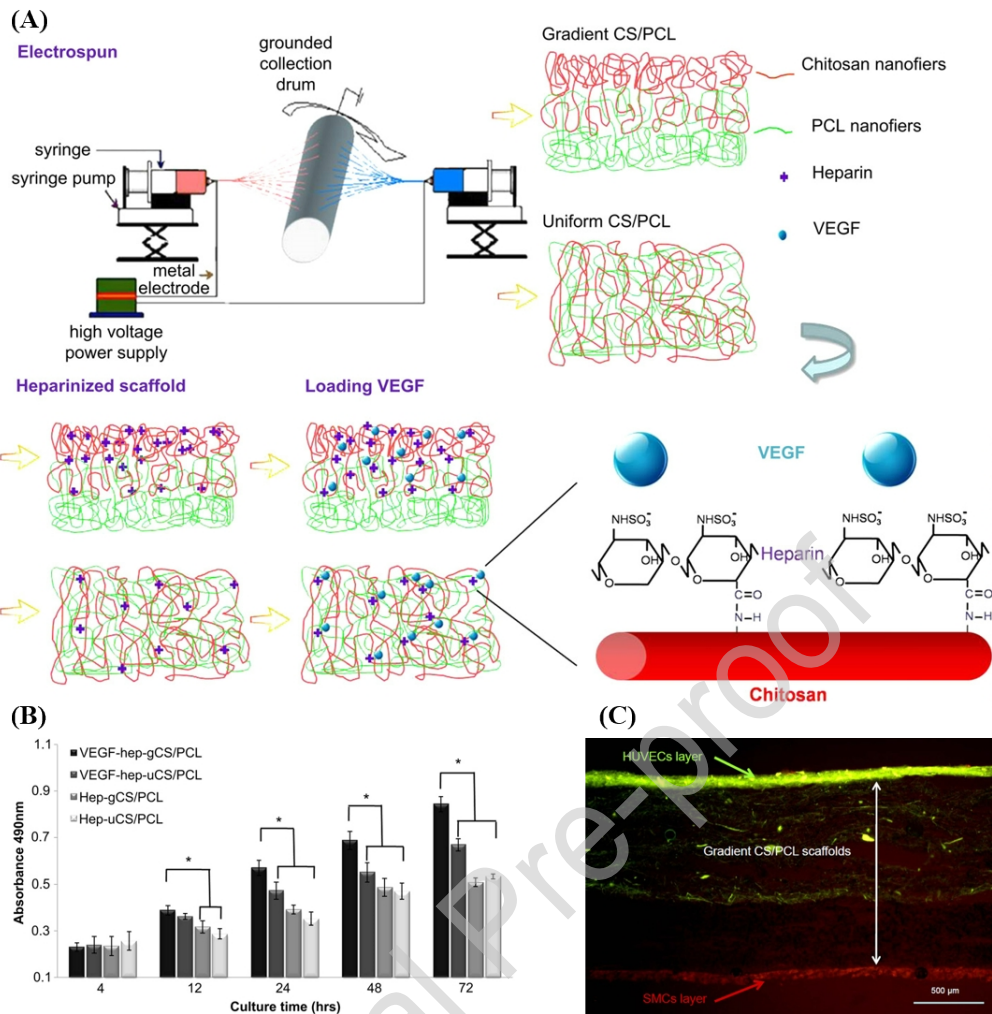 (A)
Electrospun
grounded
collection
drum
syringe
syringe pump
metal
electrode
high voltage
power supply
Gradient CS/PCL
Chitosan nanofiers
PCL nanofiers
Heparin
VEGF
Uniform CS/PCL
Heparinized scaffold
Loading VEGF
VEGF
NHSO₃⁻
NHSO₃⁻
NHSO₃⁻
NHSO₃⁻
OH
O
OH
Heparin
OH
O
OH
O
O
O
O
C=O
C=O
N–H
N–H
Chitosan
(B)
1.1
0.9
0.7
0.5
0.3
0.1
Absorbance 490nm
VEGF-hep-gCS/PCL
VEGF-hep-uCS/PCL
Hep-gCS/PCL
Hep-uCS/PCL
*
*
*
*
4 12 24 48 72
Culture time (hrs)
(C)
HUVECs layer
Gradient CS/PCL scaffolds
SMCs layer
500 µm
al Pre-proof